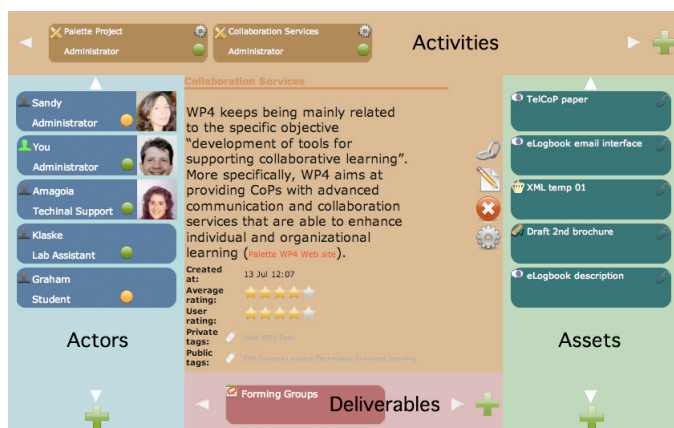 Palette Project
Administrator
Collaboration Services
Administrator
Activities
Sandy
Administrator
You
Administrator
Amagoia
Techinal Support
Klaske
Lab Assistant
Graham
Student
Actors
Collaboration Services
WP4 keeps being mainly related
to the specific objective
“development of tools for
supporting collaborative learning”.
More specifically, WP4 aims at
providing CoPs with advanced
communication and collaboration
services that are able to enhance
individual and organizational
learning (Palette WP4 Web site).
Created
at:
13 Jul 12:07
Average
rating:
User
rating:
Private
tags:
Public
tags:
European project Technology Enhanced Learning
TelCoP paper
eLogbook email interface
XML temp 01
Draft 2nd brochure
eLogbook description
Assets
Forming Groups
Deliverables